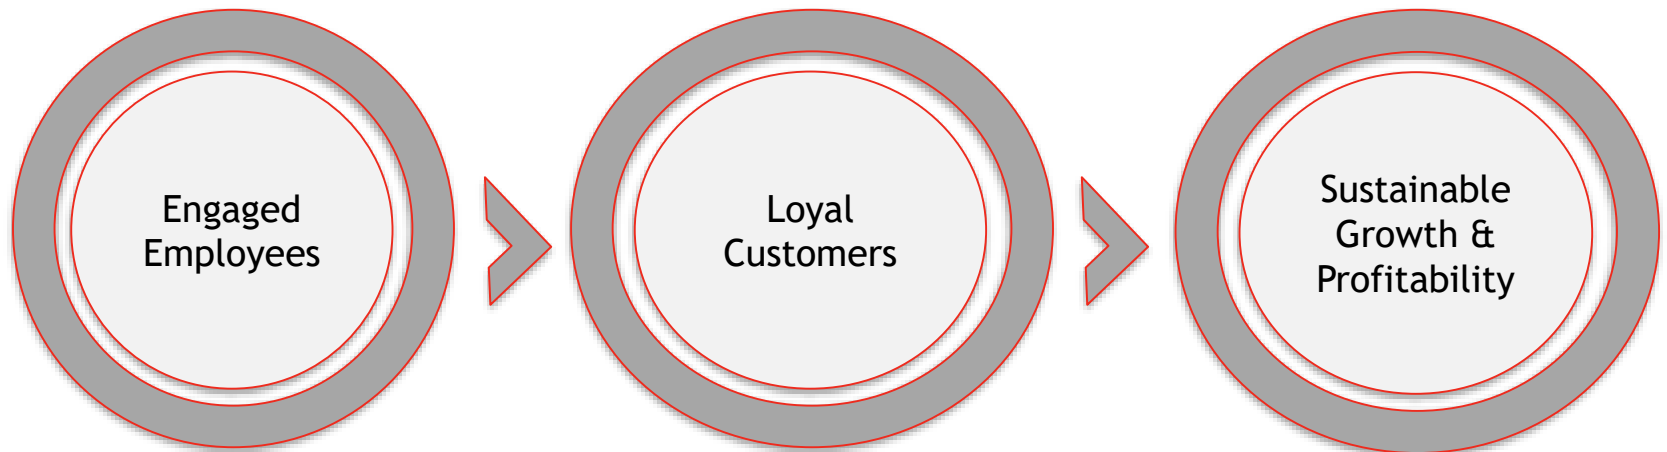 Engaged
Employees
Loyal
Customers
Sustainable
Growth &
Profitability